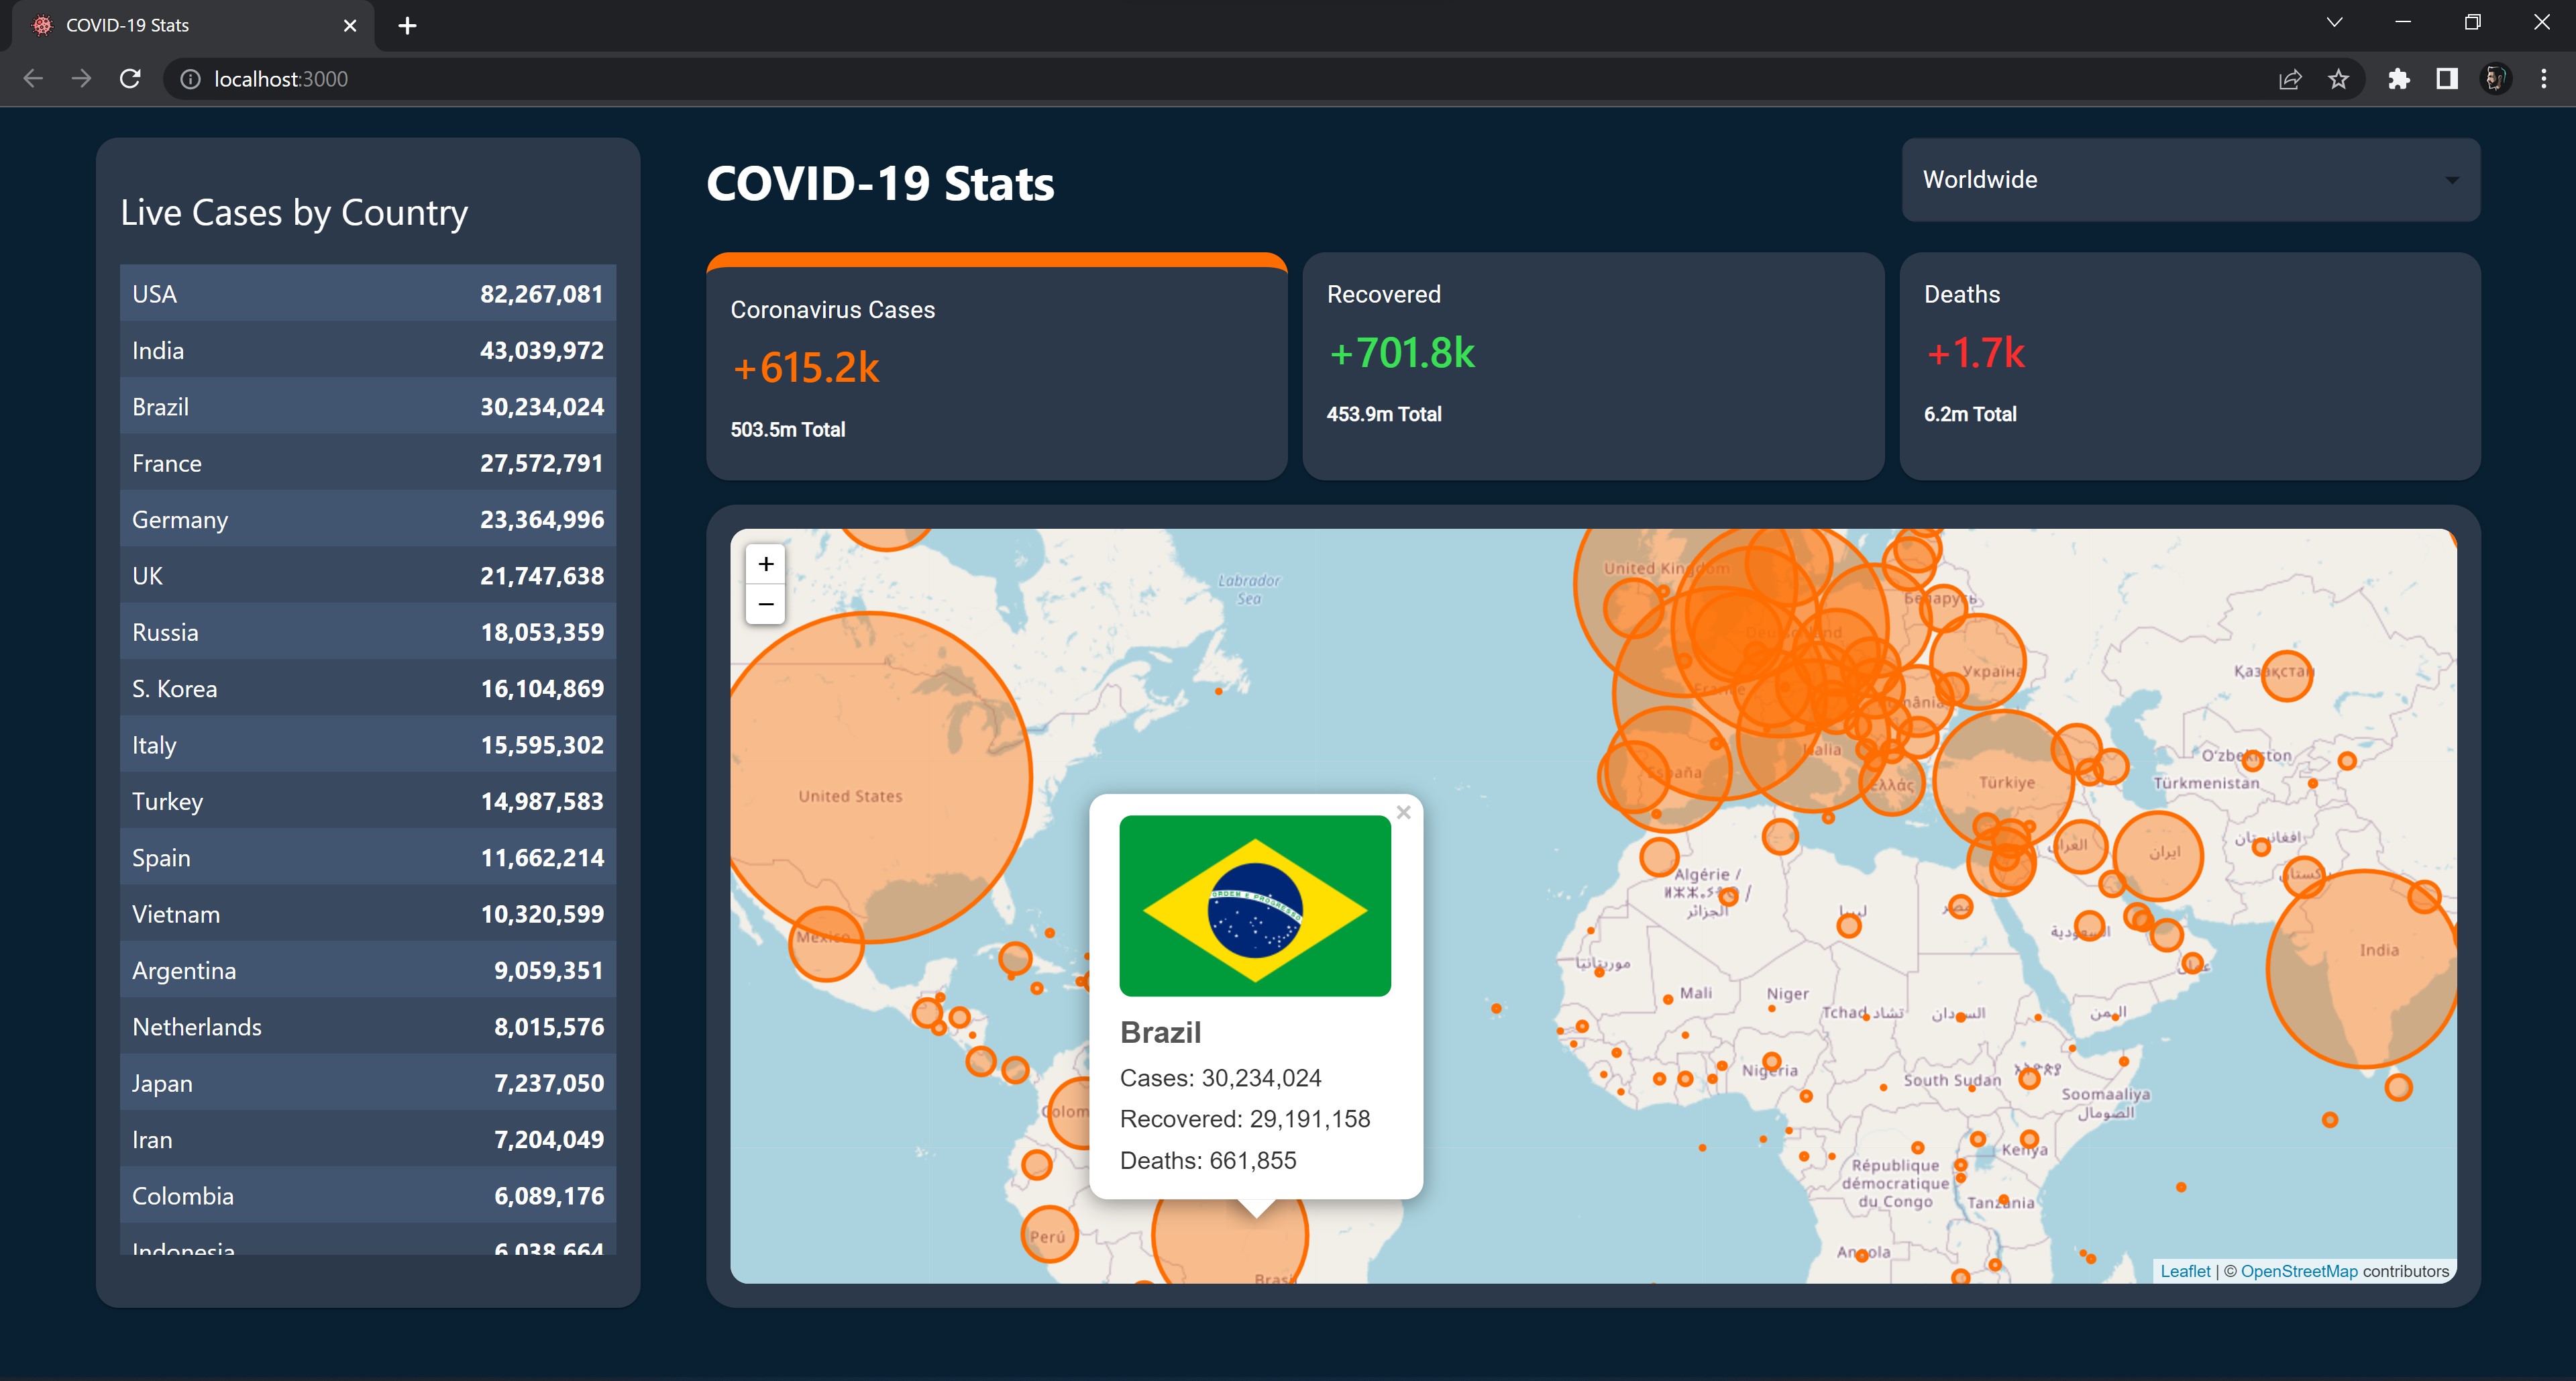 COVID-19 Stats
localhost:3000
Live Cases by Country
USA 82,267,081
India 43,039,972
Brazil 30,234,024
France 27,572,791
Germany 23,364,996
UK 21,747,638
Russia 18,053,359
S. Korea 16,104,869
Italy 15,595,302
Turkey 14,987,583
Spain 11,662,214
Vietnam 10,320,599
Argentina 9,059,351
Netherlands 8,015,576
Japan 7,237,050
Iran 7,204,049
Colombia 6,089,176
Indonesia 6,038,664
COVID-19 Stats
Worldwide
Coronavirus Cases
+615.2k
503.5m Total
Recovered
+701.8k
453.9m Total
Deaths
+1.7k
6.2m Total
+
−
Labrador
Sea
United Kingdom
Беларусь
Deutschland
Україна
France
Қазақстан
Italia
España
Ελλάς
Türkiye
O'zbekiston
Türkmenistan
United States
México
العراق
ایران
Algérie /
الجزائر
ليبيا
مصر
السعودية
عمان
India
موريتانيا
Mali
Niger
Tchad تشاد
السودان
اليمن
Nigeria
South Sudan
Soomaaliya
الصومال
Kenya
République
démocratique
du Congo
Tanzania
Angola
Colom
Perú
Brasil
ORDEM E PROGRESSO
Brazil
Cases: 30,234,024
Recovered: 29,191,158
Deaths: 661,855
Leaflet | © OpenStreetMap contributors